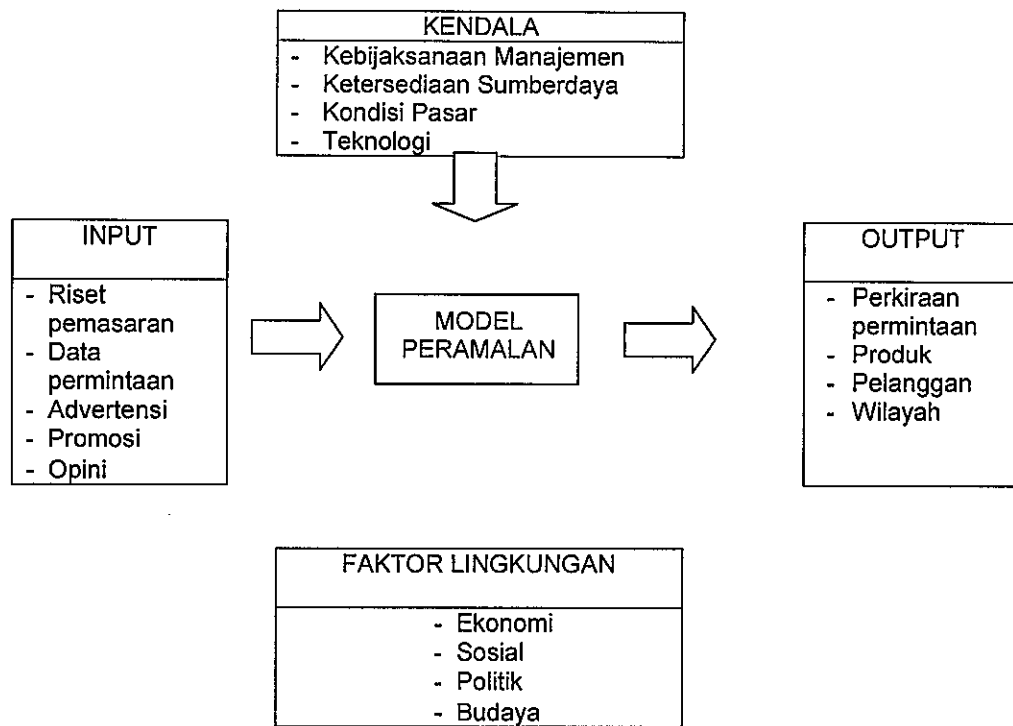 KENDALA
- Kebijaksanaan Manajemen
- Ketersediaan Sumberdaya
- Kondisi Pasar
- Teknologi
INPUT
- Riset
pemasaran
- Data
permintaan
- Advertensi
- Promosi
- Opini
MODEL
PERAMALAN
OUTPUT
- Perkiraan
permintaan
- Produk
- Pelanggan
- Wilayah
FAKTOR LINGKUNGAN
- Ekonomi
- Sosial
- Politik
- Budaya